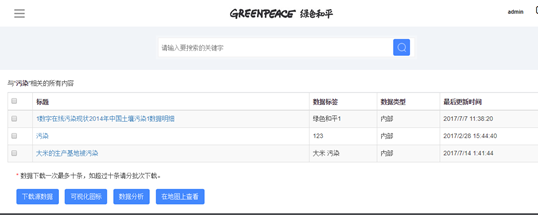 GREENPEACE 绿色和平
admin
请输入要搜索的关键字
与"污染"相关的所有内容
标题 数据标签 数据类型 最后更新时间
1数字在线污染现状2014年中国土壤污染1数据明细 绿色和平1 内部 2017/7/7 11:38:20
污染 123 内部 2017/2/28 15:44:40
大米的生产基地被污染 大米 污染 内部 2017/7/14 1:41:44
* 数据下载一次最多十条，如超过十条请分批次下载。
下载源数据 可视化图标 数据分析 在地图上查看